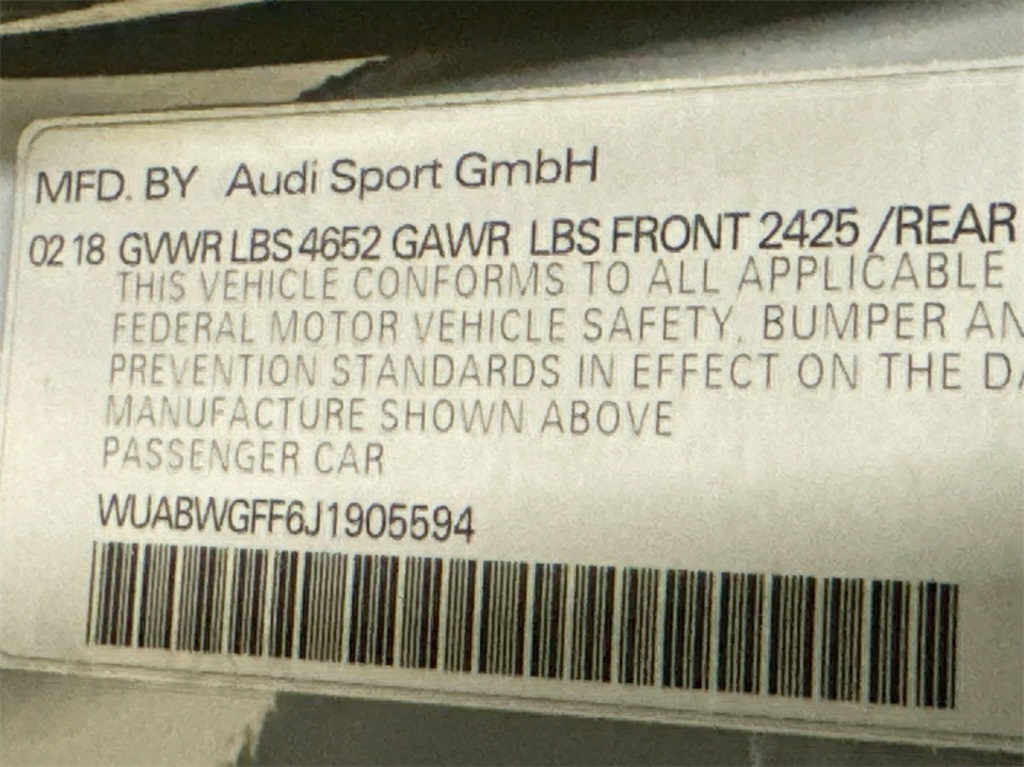 MFD. BY Audi Sport GmbH
02 18 GVWR LBS 4652 GAWR LBS FRONT 2425 /REAR
THIS VEHICLE CONFORMS TO ALL APPLICABLE
FEDERAL MOTOR VEHICLE SAFETY, BUMPER AN
PREVENTION STANDARDS IN EFFECT ON THE DA
MANUFACTURE SHOWN ABOVE
PASSENGER CAR
WUABWGFF6J1905594